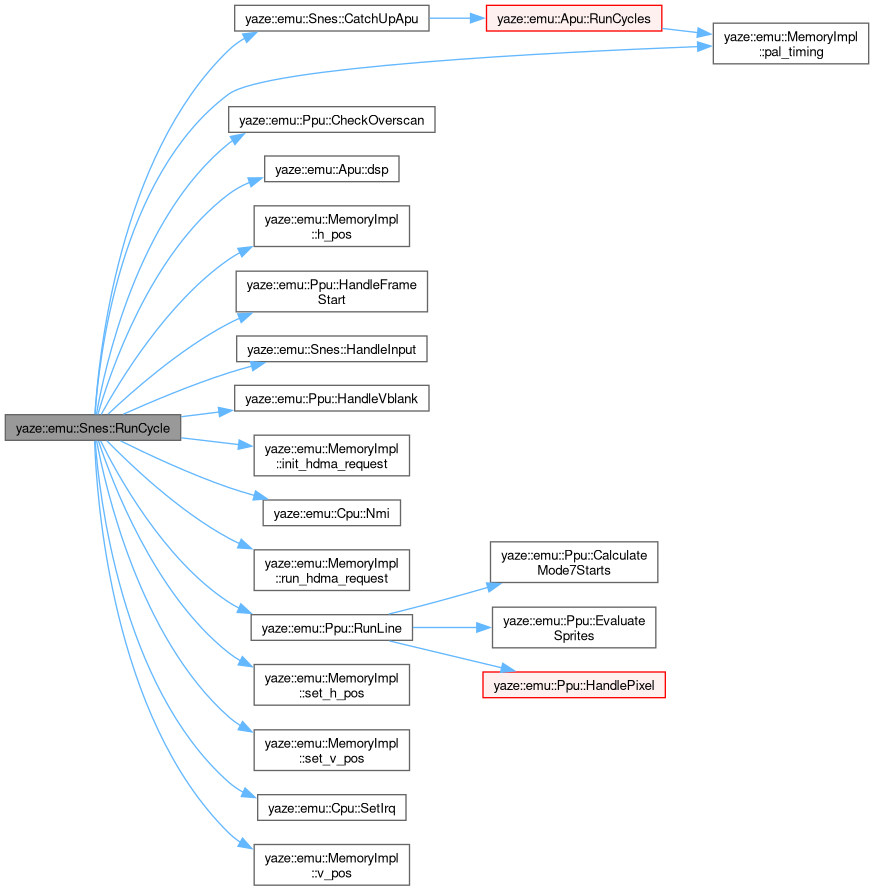 yaze::emu::Snes::RunCycle
yaze::emu::Snes::CatchUpApu
yaze::emu::Apu::RunCycles
yaze::emu::MemoryImpl
::pal_timing
yaze::emu::Ppu::CheckOverscan
yaze::emu::Apu::dsp
yaze::emu::MemoryImpl
::h_pos
yaze::emu::Ppu::HandleFrame
Start
yaze::emu::Snes::HandleInput
yaze::emu::Ppu::HandleVblank
yaze::emu::MemoryImpl
::init_hdma_request
yaze::emu::Cpu::Nmi
yaze::emu::MemoryImpl
::run_hdma_request
yaze::emu::Ppu::RunLine
yaze::emu::Ppu::Calculate
Mode7Starts
yaze::emu::Ppu::Evaluate
Sprites
yaze::emu::Ppu::HandlePixel
yaze::emu::MemoryImpl
::set_h_pos
yaze::emu::MemoryImpl
::set_v_pos
yaze::emu::Cpu::SetIrq
yaze::emu::MemoryImpl
::v_pos